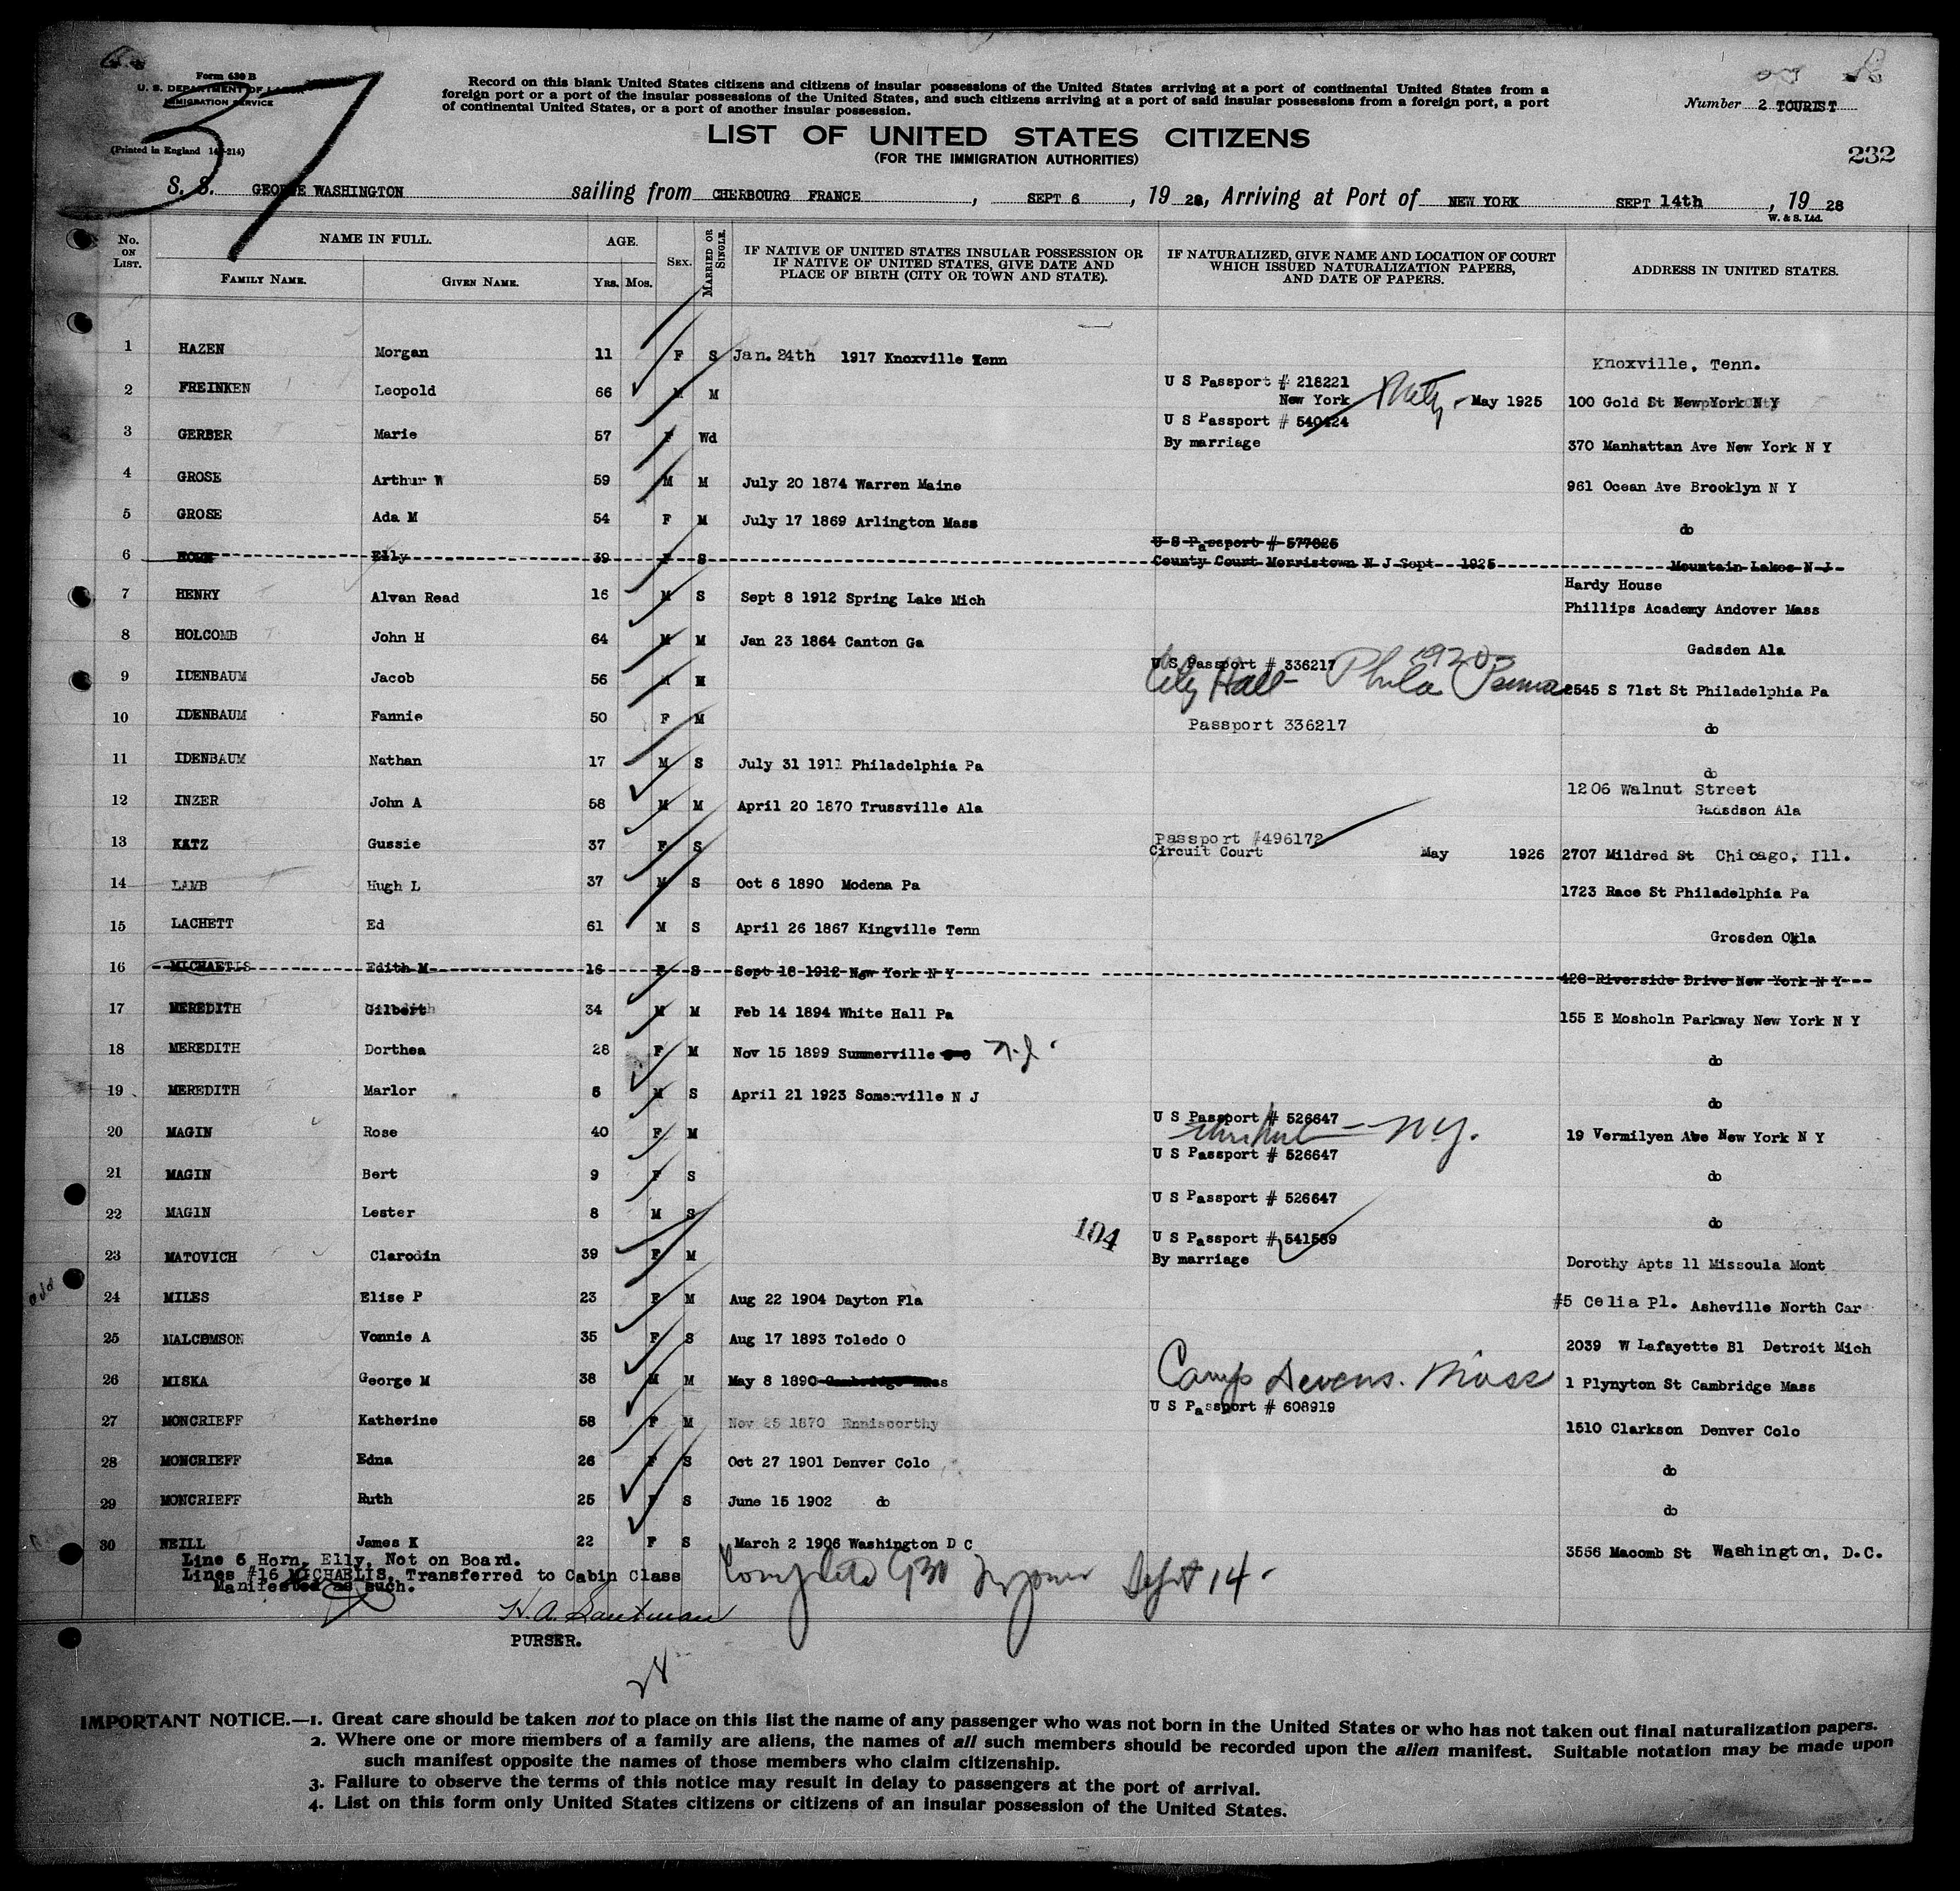 Form 630 B
U. S. DEPARTMENT OF LABOR
IMMIGRATION SERVICE
(Printed in England 14-214)
37
Record on this blank United States citizens and citizens of insular possessions of the United States arriving at a port of continental United States from a
foreign port or a port of the insular possessions of the United States, and such citizens arriving at a port of said insular possessions from a foreign port, a port
of continental United States, or a port of another insular possession.
Number 2 TOURIST
LIST OF UNITED STATES CITIZENS
(FOR THE IMMIGRATION AUTHORITIES)
232
S. S. GEORGE WASHINGTON sailing from CHERBOURG FRANCE, SEPT 6, 19 28, Arriving at Port of NEW YORK SEPT 14th, 19 28
W. & S. Ltd.
No. ON LIST. NAME IN FULL. FAMILY NAME. GIVEN NAME. AGE. Yrs. Mos. SEX. MARRIED OR SINGLE. IF NATIVE OF UNITED STATES INSULAR POSSESSION OR IF NATIVE OF UNITED STATES, GIVE DATE AND PLACE OF BIRTH (CITY OR TOWN AND STATE). IF NATURALIZED, GIVE NAME AND LOCATION OF COURT WHICH ISSUED NATURALIZATION PAPERS, AND DATE OF PAPERS. ADDRESS IN UNITED STATES.
1 HAZEN Morgan 11 F S Jan. 24th 1917 Knoxville Tenn Knoxville, Tenn.
2 FREINKEN Leopold 66 M M U S Passport # 218221 New York May 1925 100 Gold St New York N Y
3 GERBER Marie 57 F Wd U S Passport # 540424 By marriage 370 Manhattan Ave New York N Y
4 GROSE Arthur W 59 M M July 20 1874 Warren Maine 961 Ocean Ave Brooklyn N Y
5 GROSE Ada M 54 F M July 17 1869 Arlington Mass do
6 HORN Elly 39 F S U S Passport # 577025 County Court Morristown N J Sept 1925 Mountain Lakes N J
7 HENRY Alvan Read 16 M S Sept 8 1912 Spring Lake Mich Hardy House Phillips Academy Andover Mass
8 HOLCOMB John H 64 M M Jan 23 1864 Canton Ga Gadsden Ala
9 IDENBAUM Jacob 56 M M U S Passport # 336217 City Hall - Phila Penna 1920 2545 S 71st St Philadelphia Pa
10 IDENBAUM Fannie 50 F M Passport 336217 do
11 IDENBAUM Nathan 17 M S July 31 1911 Philadelphia Pa do
12 INZER John A 58 M M April 20 1870 Trussville Ala 1206 Walnut Street Gadsdson Ala
13 KATZ Gussie 37 F S Passport #496172 Circuit Court May 1926 2707 Mildred St Chicago, Ill.
14 LAMB Hugh L 37 M S Oct 6 1890 Modena Pa 1723 Race St Philadelphia Pa
15 LACHETT Ed 61 M S April 26 1867 Kingville Tenn Grosden Okla
16 MICHAELIS Edith M 16 F S Sept 18 1912 New York N Y 420 Riverside Drive New York N Y
17 MEREDITH Gilbert 34 M M Feb 14 1894 White Hall Pa 155 E Mosholn Parkway New York N Y
18 MEREDITH Dorthea 28 F M Nov 15 1899 Summerville N.J. do
19 MEREDITH Marlor 5 M S April 21 1923 Somerville N J do
20 MAGIN Rose 40 F M U S Passport # 526647 N.Y. 19 Vermilyen Ave New York N Y
21 MAGIN Bert 9 F S U S Passport # 526647 do
22 MAGIN Lester 8 M S U S Passport # 526647 do
104
23 MATOVICH Clarodin 39 F M U S Passport # 541589 By marriage Dorothy Apts 11 Missoula Mont
24 MILES Elise P 23 F M Aug 22 1904 Dayton Fla #5 Celia Pl. Asheville North Car
25 MALCOMSON Vonnie A 35 F S Aug 17 1893 Toledo O 2039 W Lafayette Bl Detroit Mich
26 MISKA George M 38 M M May 8 1890 Cambridge Mass Camp Devens. Mass 1 Plynyton St Cambridge Mass
27 MONCRIEFF Katherine 58 F M Nov 25 1870 Enniscorthy U S Passport # 608919 1510 Clarkson Denver Colo
28 MONCRIEFF Edna 26 F S Oct 27 1901 Denver Colo do
29 MONCRIEFF Ruth 25 F S June 15 1902 do do
30 NEILL James K 22 F S March 2 1906 Washington D C 3556 Macomb St Washington, D.C.
Line 6 Horn, Elly, Not on Board.
Lines #16 MICHAELIS, Transferred to Cabin Class
Manifested as such.
Completed 930 Sept 14-
PURSER.
IMPORTANT NOTICE.—1. Great care should be taken not to place on this list the name of any passenger who was not born in the United States or who has not taken out final naturalization papers.
2. Where one or more members of a family are aliens, the names of all such members should be recorded upon the alien manifest. Suitable notation may be made upon
such manifest opposite the names of those members who claim citizenship.
3. Failure to observe the terms of this notice may result in delay to passengers at the port of arrival.
4. List on this form only United States citizens or citizens of an insular possession of the United States.